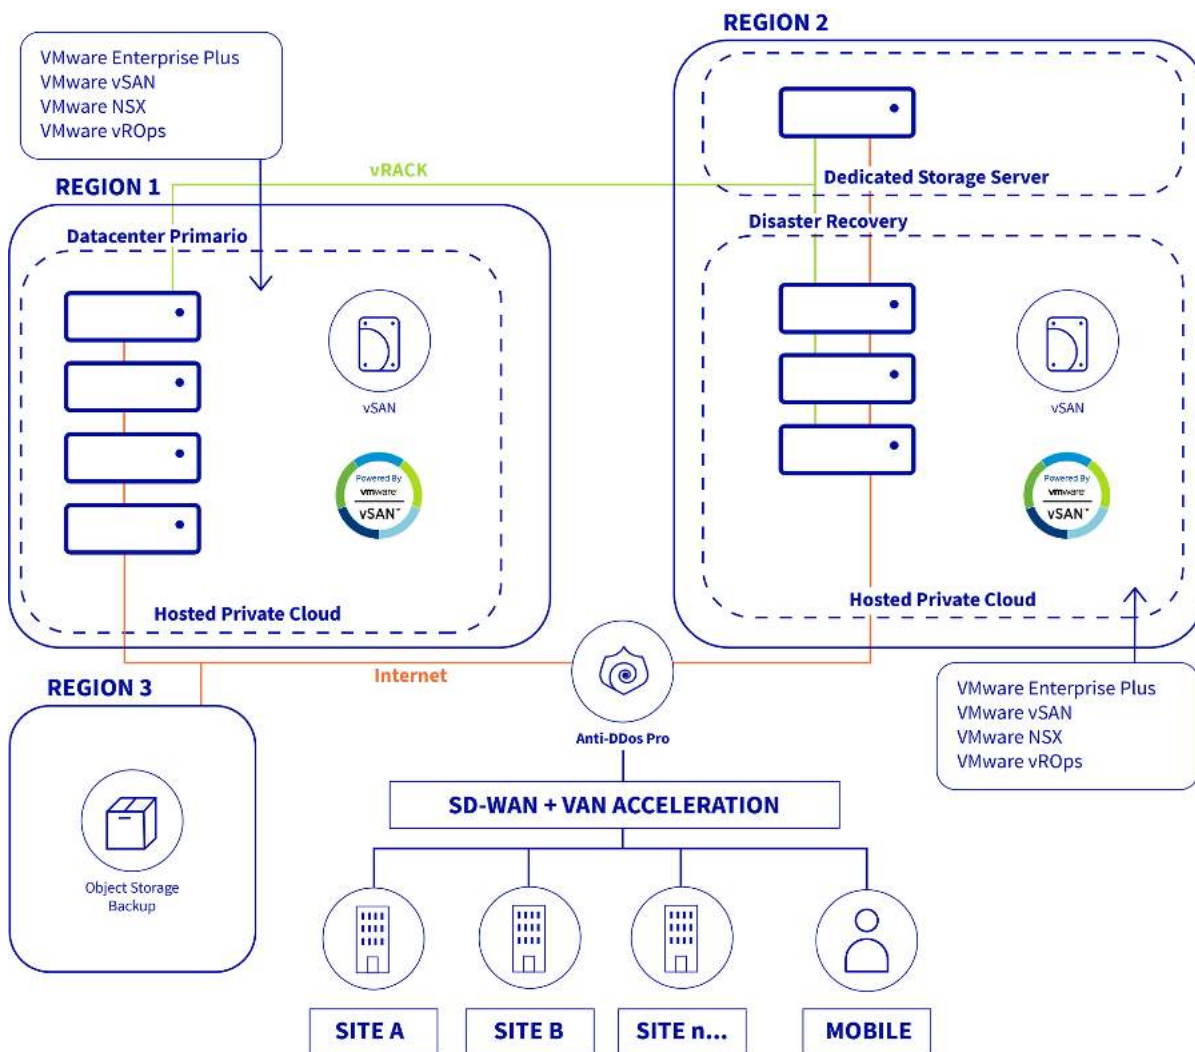 REGION 2
VMware Enterprise Plus
VMware vSAN
VMware NSX
VMware vROps
vRACK
Dedicated Storage Server
REGION 1
Disaster Recovery
Datacenter Primario
vSAN
vSAN
Powered By
vmware
vSAN™
Powered By
vmware
vSAN™
Hosted Private Cloud
Hosted Private Cloud
Internet
REGION 3
VMware Enterprise Plus
VMware vSAN
VMware NSX
VMware vROps
Anti-DDos Pro
SD-WAN + VAN ACCELERATION
Object Storage
Backup
SITE A
SITE B
SITE n...
MOBILE